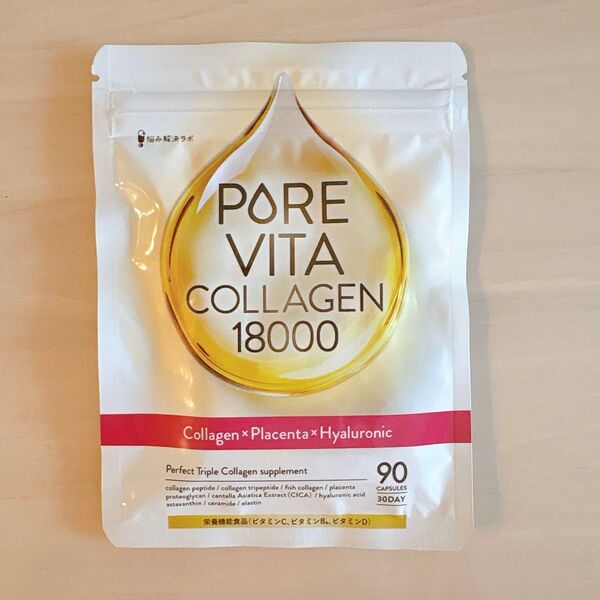 悩み解決ラボ
PORE
VITA
COLLAGEN
18000
Collagen×Placenta×Hyaluronic
Perfect Triple Collagen supplement
collagen peptide / collagen tripeptide / fish collagen / placenta
proteoglycan / centella Asiatica Extract (CICA) / hyaluronic acid
astaxanthin / ceramide / elastin
90
CAPSULES
30DAY
栄養機能食品(ビタミンC、ビタミンB₆、ビタミンD)